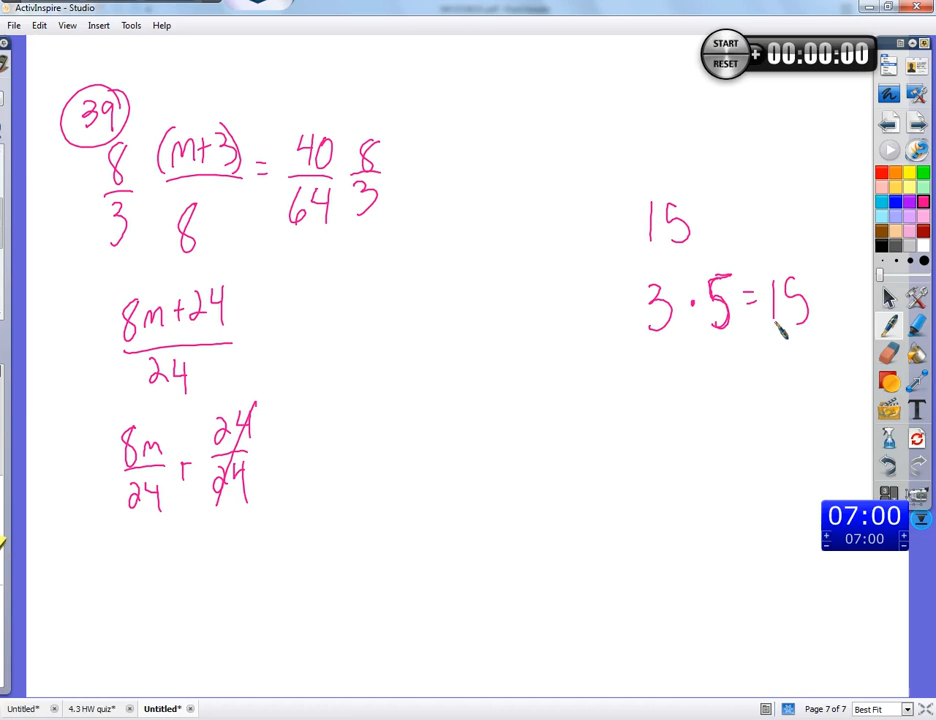 ActivInspire - Studio
File Edit View Insert Tools Help
START
RESET
00:00:00
39
8/3 (m+3)/8 = 40/64 8/3
15
3 · 5 = 15
8m+24/24
8m/24 + 24/24
07:00
07:00
Untitled* 4.3 HW quiz* Untitled* Page 7 of 7 Best Fit